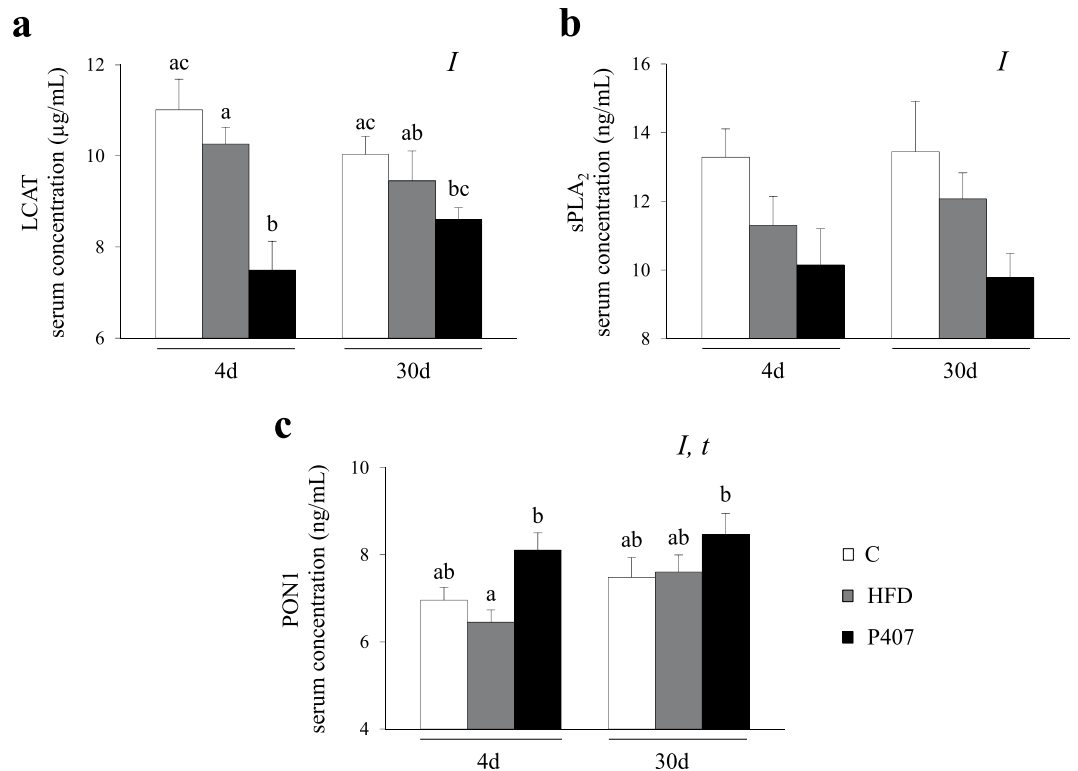 a
LCAT
serum concentration (µg/mL)
12
10
8
6
I
ac
a
b
ac
ab
bc
4d
30d
b
sPLA2
serum concentration (ng/mL)
16
14
12
10
8
I
4d
30d
c
PON1
serum concentration (ng/mL)
10
8
6
4
I, t
ab
a
b
ab
ab
b
4d
30d
C
HFD
P407